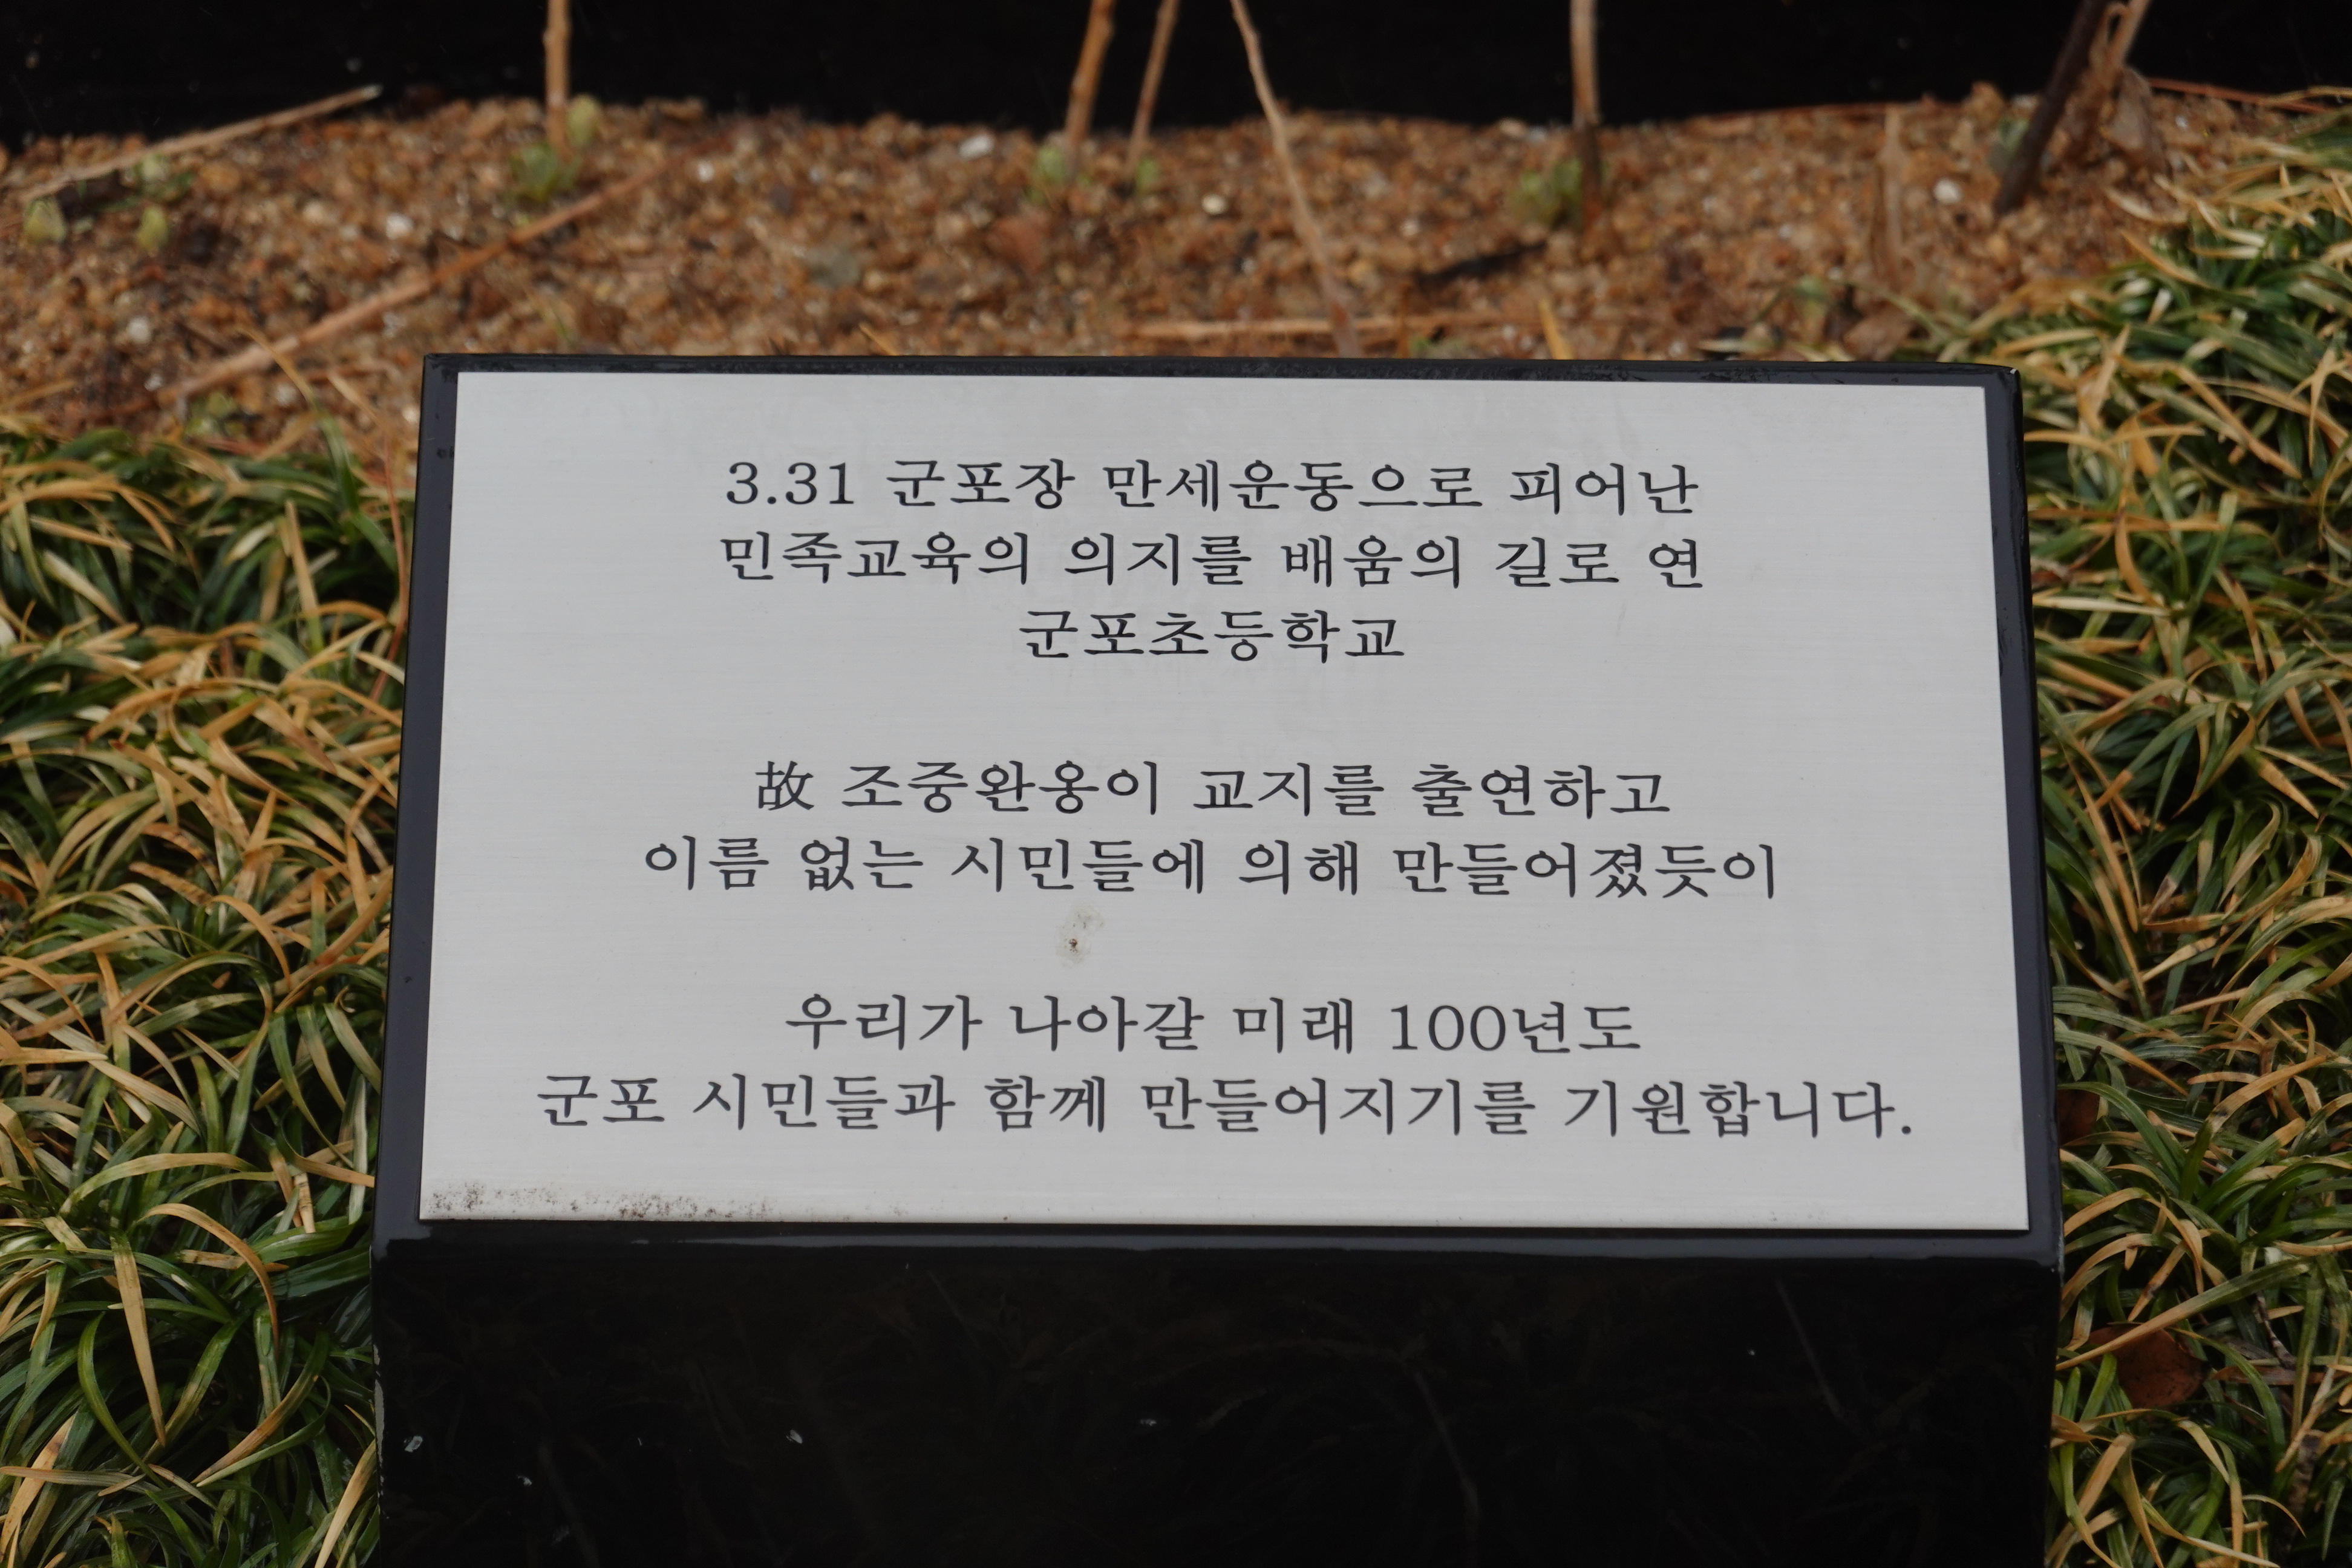 3.31 군포장 만세운동으로 피어난
민족교육의 의지를 배움의 길로 연
군포초등학교
故 조중완옹이 교지를 출연하고
이름 없는 시민들에 의해 만들어졌듯이
우리가 나아갈 미래 100년도
군포 시민들과 함께 만들어지기를 기원합니다.